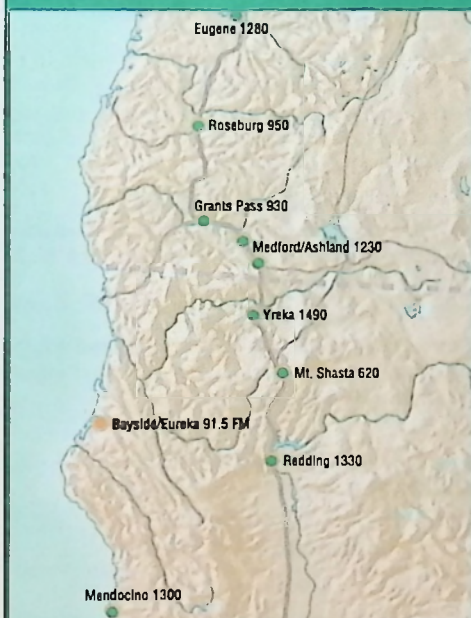 Eugene 1280
Roseburg 950
Grants Pass 930
Medford/Ashland 1230
Yreka 1490
Mt. Shasta 620
Bayside/Eureka 91.5 FM
Redding 1330
Mendocino 1300